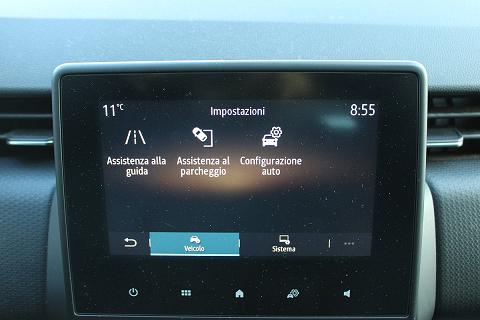 11°C Impostazioni 8:55
Assistenza alla guida
Assistenza al parcheggio
Configurazione auto
Veicolo Sistema